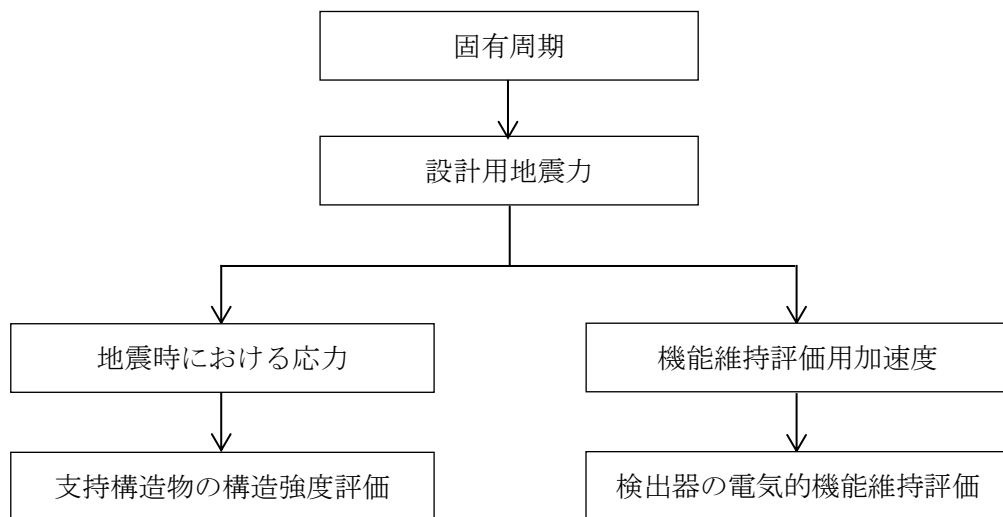 固有周期
設計用地震力
地震時における応力
機能維持評価用加速度
支持構造物の構造強度評価
検出器の電気的機能維持評価